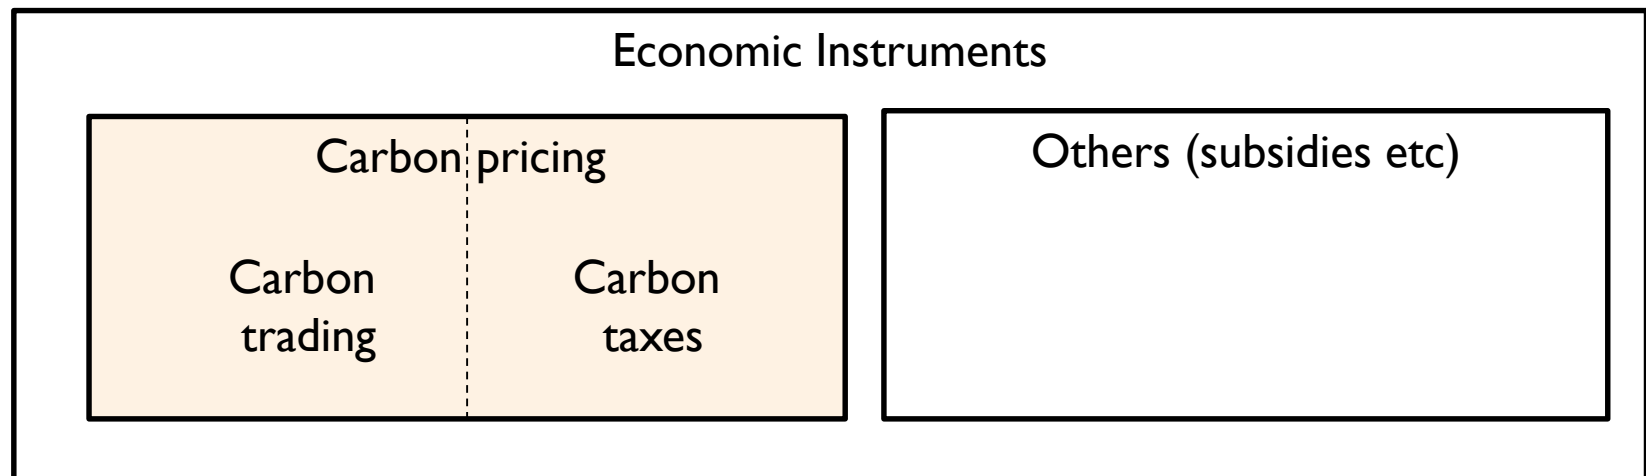 Economic Instruments
Carbon pricing
Others (subsidies etc)
Carbon
trading
Carbon
taxes